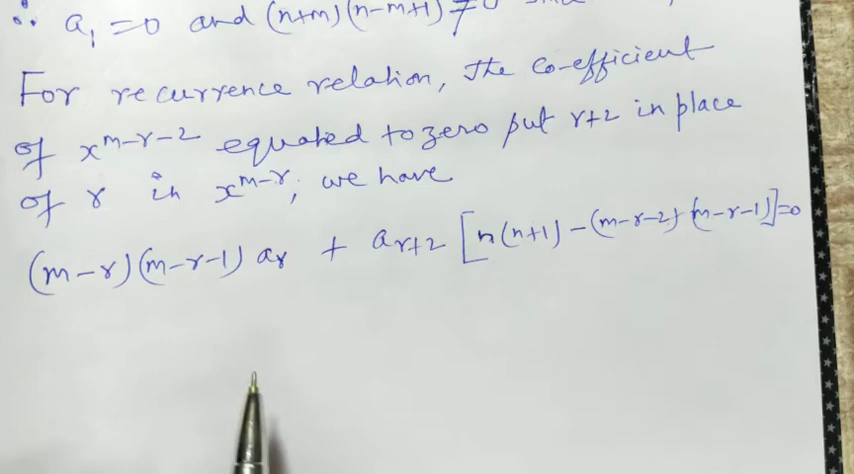 ∴ a₁ = 0 and (n+m)(n-m+1) ≠ 0
For recurrence relation, The co-efficient
of x^{m-r-2} equated to zero put r+2 in place
of r in x^{m-r}, we have
(m-r)(m-r-1) a_r + a_{r+2} [n(n+1) - (m-r-2)(m-r-1)] = 0